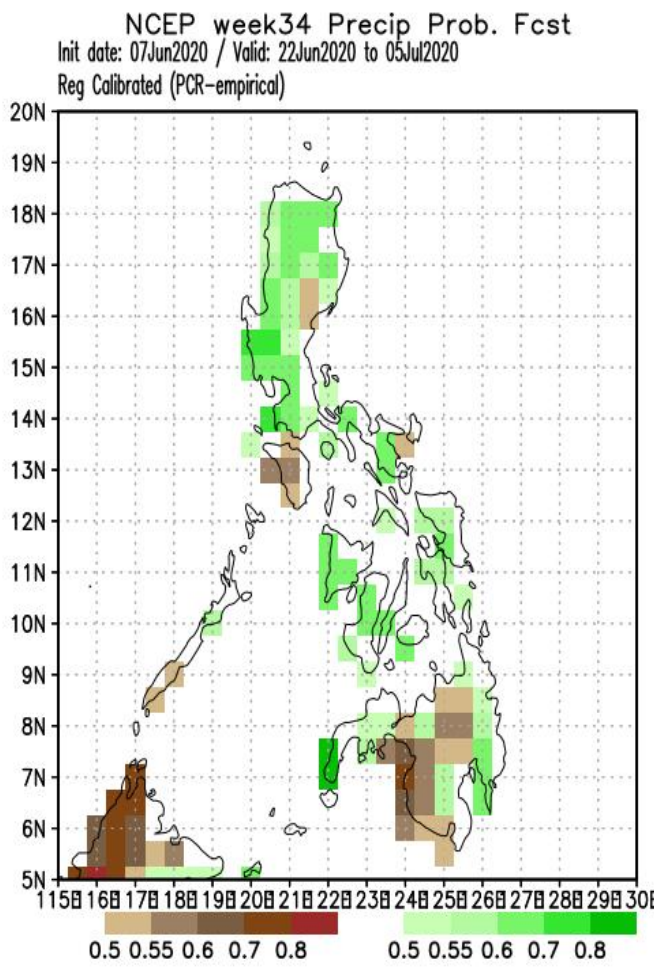 NCEP week34 Precip Prob. Fcst
Init date: 07Jun2020 / Valid: 22Jun2020 to 05Jul2020
Reg Calibrated (PCR-empirical)
20N
19N
18N
17N
16N
15N
14N
13N
12N
11N
10N
9N
8N
7N
6N
5N
115E 116E 117E 118E 119E 120E 121E 122E 123E 124E 125E 126E 127E 128E 129E 130E
0.5 0.55 0.6 0.7 0.8 0.5 0.55 0.6 0.7 0.8